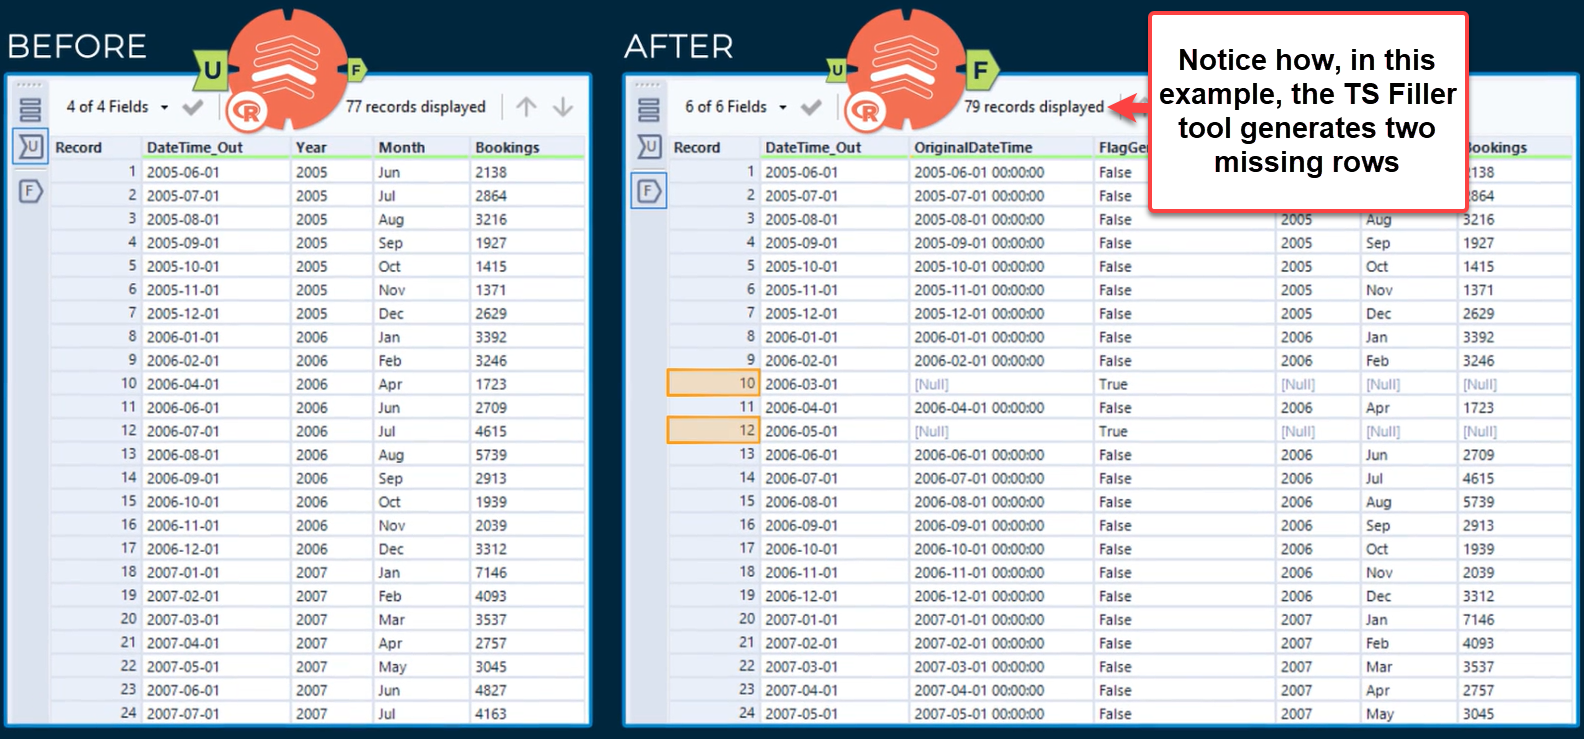 BEFORE
U
F
R
4 of 4 Fields
77 records displayed
U
F
Record DateTime_Out Year Month Bookings
1 2005-06-01 2005 Jun 2138
2 2005-07-01 2005 Jul 2864
3 2005-08-01 2005 Aug 3216
4 2005-09-01 2005 Sep 1927
5 2005-10-01 2005 Oct 1415
6 2005-11-01 2005 Nov 1371
7 2005-12-01 2005 Dec 2629
8 2006-01-01 2006 Jan 3392
9 2006-02-01 2006 Feb 3246
10 2006-04-01 2006 Apr 1723
11 2006-06-01 2006 Jun 2709
12 2006-07-01 2006 Jul 4615
13 2006-08-01 2006 Aug 5739
14 2006-09-01 2006 Sep 2913
15 2006-10-01 2006 Oct 1939
16 2006-11-01 2006 Nov 2039
17 2006-12-01 2006 Dec 3312
18 2007-01-01 2007 Jan 7146
19 2007-02-01 2007 Feb 4093
20 2007-03-01 2007 Mar 3537
21 2007-04-01 2007 Apr 2757
22 2007-05-01 2007 May 3045
23 2007-06-01 2007 Jun 4827
24 2007-07-01 2007 Jul 4163
AFTER
U
F
R
6 of 6 Fields
79 records displayed
Notice how, in this
example, the TS Filler
tool generates two
missing rows
U
F
Record DateTime_Out OriginalDateTime FlagGe ookings
1 2005-06-01 2005-06-01 00:00:00 False 2138
2 2005-07-01 2005-07-01 00:00:00 False 2864
3 2005-08-01 2005-08-01 00:00:00 False 2005 Aug 3216
4 2005-09-01 2005-09-01 00:00:00 False 2005 Sep 1927
5 2005-10-01 2005-10-01 00:00:00 False 2005 Oct 1415
6 2005-11-01 2005-11-01 00:00:00 False 2005 Nov 1371
7 2005-12-01 2005-12-01 00:00:00 False 2005 Dec 2629
8 2006-01-01 2006-01-01 00:00:00 False 2006 Jan 3392
9 2006-02-01 2006-02-01 00:00:00 False 2006 Feb 3246
10 2006-03-01 [Null] True [Null] [Null] [Null]
11 2006-04-01 2006-04-01 00:00:00 False 2006 Apr 1723
12 2006-05-01 [Null] True [Null] [Null] [Null]
13 2006-06-01 2006-06-01 00:00:00 False 2006 Jun 2709
14 2006-07-01 2006-07-01 00:00:00 False 2006 Jul 4615
15 2006-08-01 2006-08-01 00:00:00 False 2006 Aug 5739
16 2006-09-01 2006-09-01 00:00:00 False 2006 Sep 2913
17 2006-10-01 2006-10-01 00:00:00 False 2006 Oct 1939
18 2006-11-01 2006-11-01 00:00:00 False 2006 Nov 2039
19 2006-12-01 2006-12-01 00:00:00 False 2006 Dec 3312
20 2007-01-01 2007-01-01 00:00:00 False 2007 Jan 7146
21 2007-02-01 2007-02-01 00:00:00 False 2007 Feb 4093
22 2007-03-01 2007-03-01 00:00:00 False 2007 Mar 3537
23 2007-04-01 2007-04-01 00:00:00 False 2007 Apr 2757
24 2007-05-01 2007-05-01 00:00:00 False 2007 May 3045